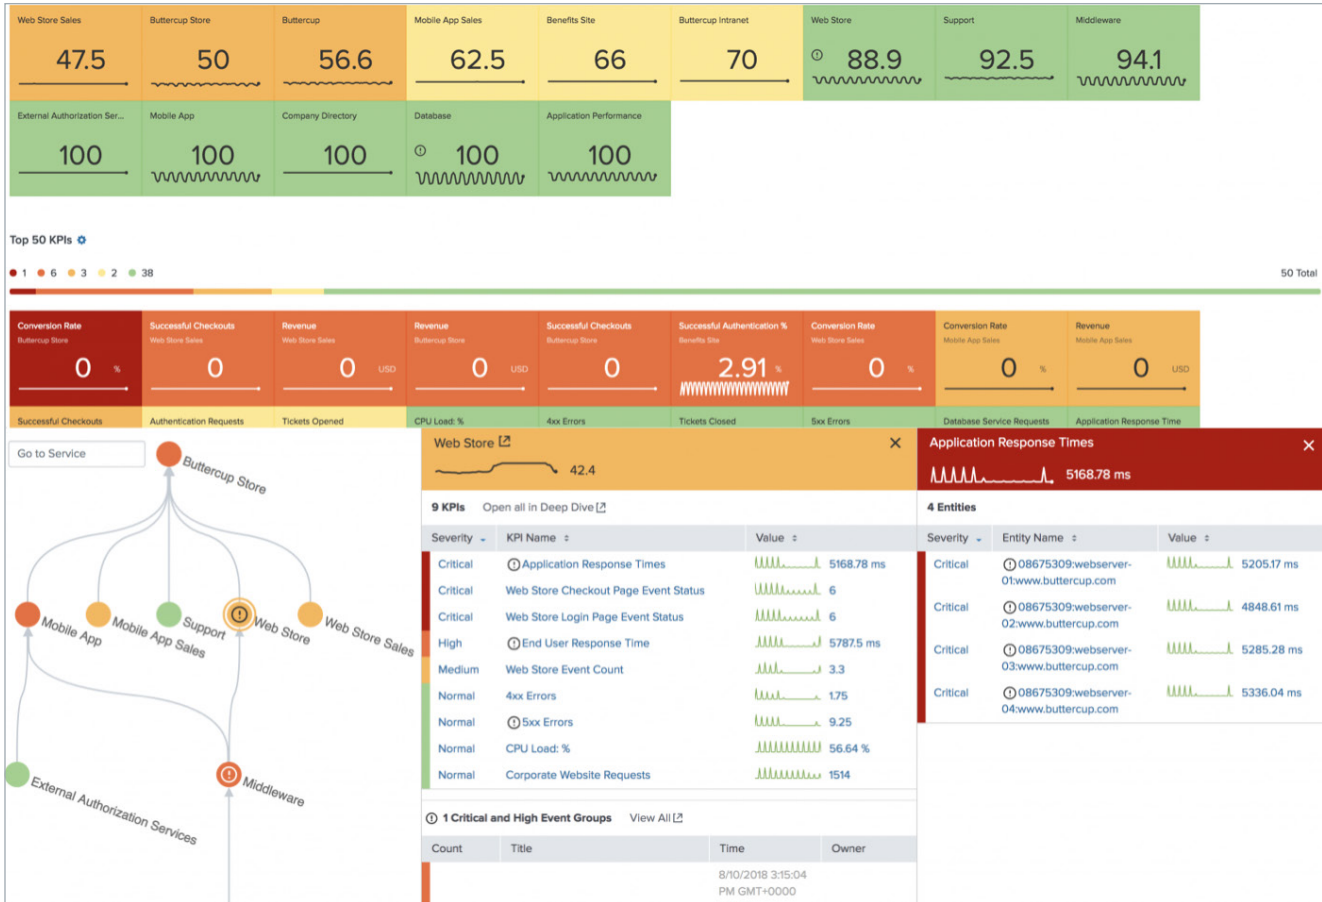 Web Store Sales
47.5
Buttercup Store
50
Buttercup
56.6
Mobile App Sales
62.5
Benefits Site
66
Buttercup Intranet
70
Web Store
88.9
Support
92.5
Middleware
94.1
External Authorization Ser...
100
Mobile App
100
Company Directory
100
Database
100
Application Performance
100
Top 50 KPIs
1 6 3 2 38
50 Total
Conversion Rate
Buttercup Store
0 %
Successful Checkouts
Web Store Sales
0
Revenue
Web Store Sales
0 USD
Revenue
Buttercup Store
0 USD
Successful Checkouts
Buttercup Store
0
Successful Authentication %
Benefits Site
2.91 %
Conversion Rate
Web Store Sales
0 %
Conversion Rate
Mobile App Sales
0 %
Revenue
Mobile App Sales
0 USD
Successful Checkouts
Authentication Requests
Tickets Opened
CPU Load: %
4xx Errors
Tickets Closed
5xx Errors
Database Service Requests
Application Response Time
Go to Service
Buttercup Store
Mobile App
Mobile App Sales
Support
Web Store
Web Store Sales
External Authorization Services
Middleware
Web Store
42.4
9 KPIs Open all in Deep Dive
Severity KPI Name Value
Critical Application Response Times 5168.78 ms
Critical Web Store Checkout Page Event Status 6
Critical Web Store Login Page Event Status 6
High End User Response Time 5787.5 ms
Medium Web Store Event Count 3.3
Normal 4xx Errors 1.75
Normal 5xx Errors 9.25
Normal CPU Load: % 56.64 %
Normal Corporate Website Requests 1514
1 Critical and High Event Groups View All
Count Title Time Owner
8/10/2018 3:15:04
PM GMT+0000
Application Response Times
5168.78 ms
4 Entities
Severity Entity Name Value
Critical 08675309:webserver- 5205.17 ms
01:www.buttercup.com
Critical 08675309:webserver- 4848.61 ms
02:www.buttercup.com
Critical 08675309:webserver- 5285.28 ms
03:www.buttercup.com
Critical 08675309:webserver- 5336.04 ms
04:www.buttercup.com